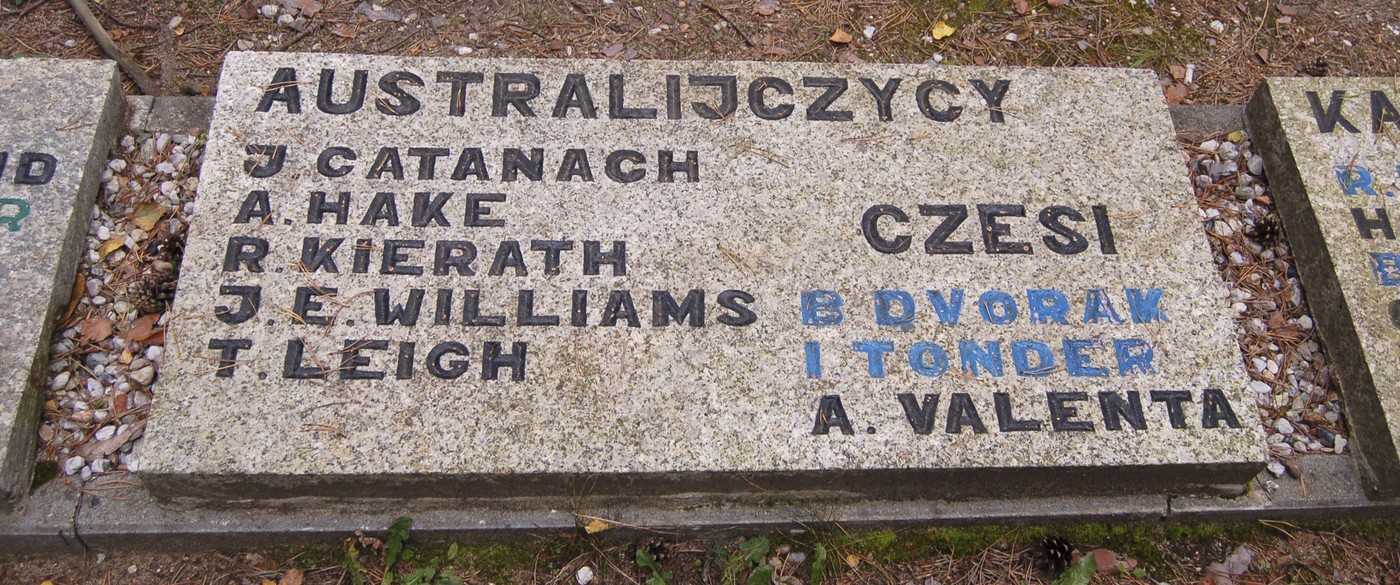 AUSTRALIJCZYCY
J CATANACH
A. HAKE
R. KIERATH
J. E. WILLIAMS
T. LEIGH
CZESI
B DVORAK
I TONDER
A. VALENTA